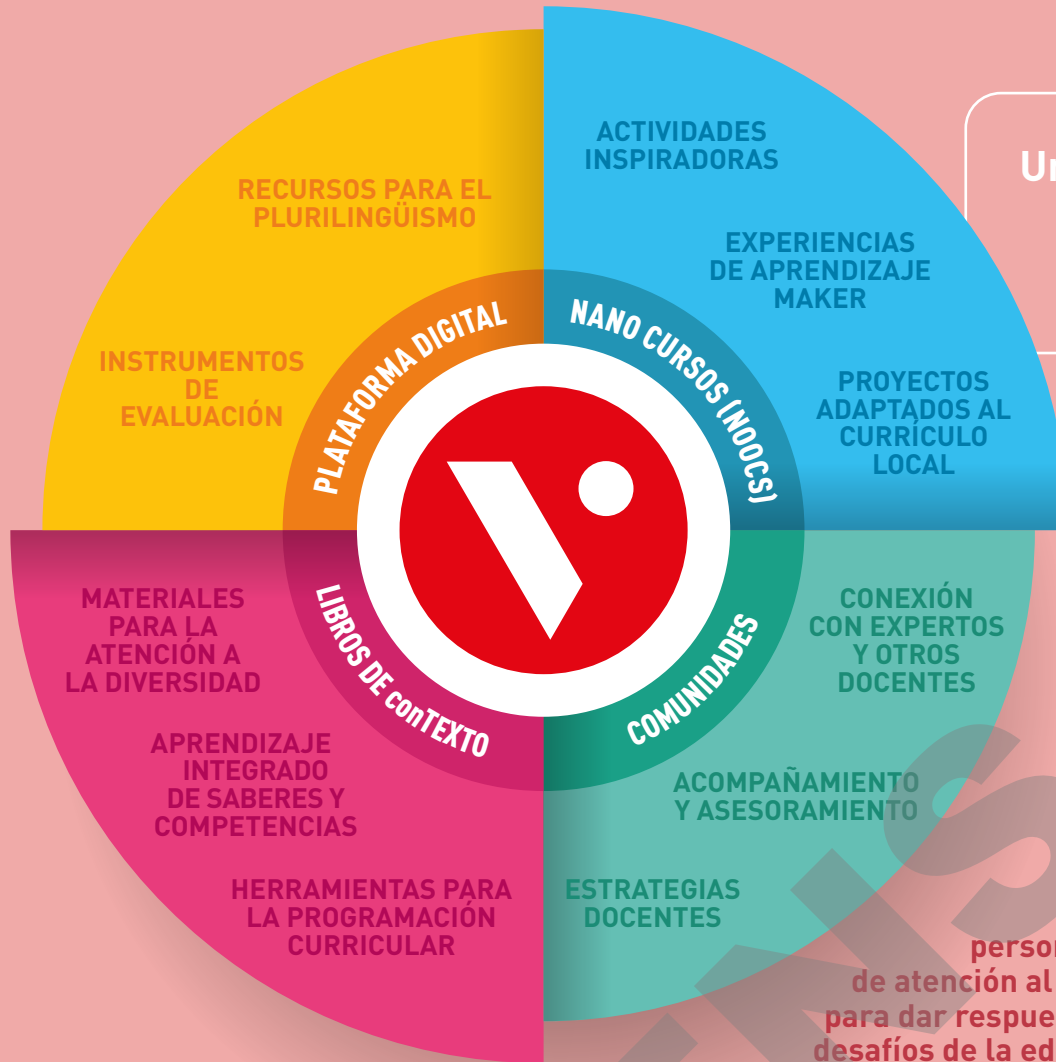 ACTIVIDADES
INSPIRADORAS
EXPERIENCIAS
DE APRENDIZAJE
MAKER
PROYECTOS
ADAPTADOS AL
CURRÍCULO
LOCAL
NANO CURSOS (NOOCS)
RECURSOS PARA EL
PLURILINGÜISMO
INSTRUMENTOS
DE
EVALUACIÓN
PLATAFORMA DIGITAL
MATERIALES
PARA LA
ATENCIÓN A
LA DIVERSIDAD
APRENDIZAJE
INTEGRADO
DE SABERES Y
COMPETENCIAS
HERRAMIENTAS PARA
LA PROGRAMACIÓN
CURRICULAR
LIBROS DE conTEXTO
COMUNIDADES
CONEXIÓN
CON EXPERTOS
Y OTROS
DOCENTES
ACOMPAÑAMIENTO
Y ASESORAMIENTO
ESTRATEGIAS
DOCENTES
de atención al
para dar
desafíos de la